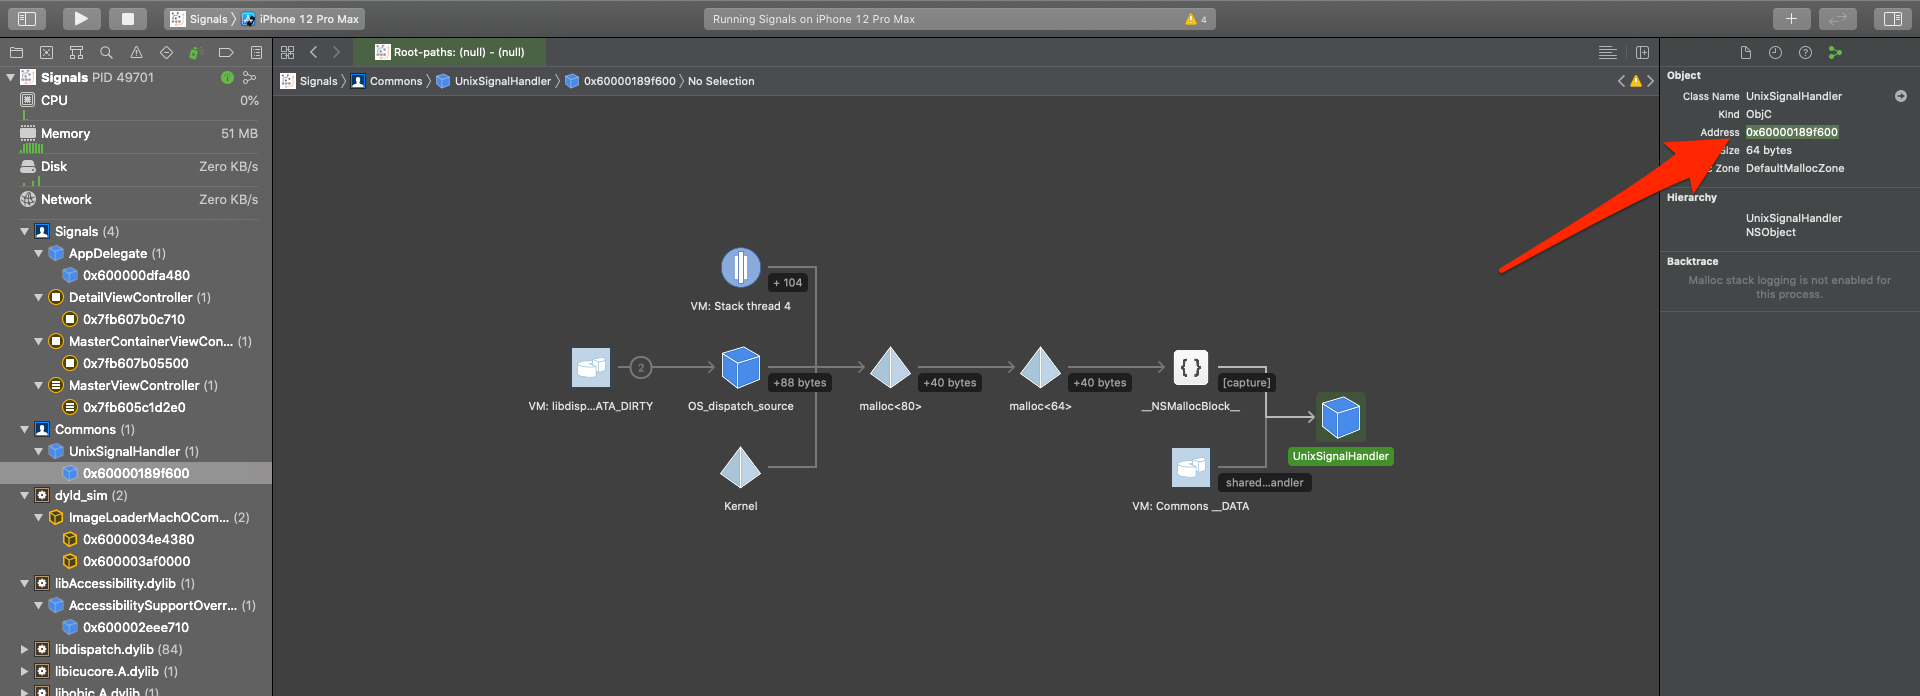 Signals › iPhone 12 Pro Max
Running Signals on iPhone 12 Pro Max
4
Root-paths: (null) - (null)
Signals PID 49701
CPU 0%
Memory 51 MB
Disk Zero KB/s
Network Zero KB/s
Signals (4)
AppDelegate (1)
0x600000dfa480
DetailViewController (1)
0x7fb607b0c710
MasterContainerViewCon... (1)
0x7fb607b05500
MasterViewController (1)
0x7fb605c1d2e0
Commons (1)
UnixSignalHandler (1)
0x60000189f600
dyld_sim (2)
ImageLoaderMachOCom... (2)
0x6000034e4380
0x600003af0000
libAccessibility.dylib (1)
AccessibilitySupportOverr... (1)
0x600002eee710
libdispatch.dylib (84)
libicucore.A.dylib (1)
libobjc.A.dylib (1)
Signals › Commons › UnixSignalHandler › 0x60000189f600 › No Selection
+ 104
VM: Stack thread 4
2
+88 bytes
+40 bytes
+40 bytes
{ }
[capture]
VM: libdisp...ATA_DIRTY
OS_dispatch_source
malloc<80>
malloc<64>
__NSMallocBlock__
UnixSignalHandler
shared...andler
Kernel
VM: Commons __DATA
Object
Class Name UnixSignalHandler
Kind ObjC
Address 0x60000189f600
Size 64 bytes
Zone DefaultMallocZone
Hierarchy
UnixSignalHandler
NSObject
Backtrace
Malloc stack logging is not enabled for
this process.